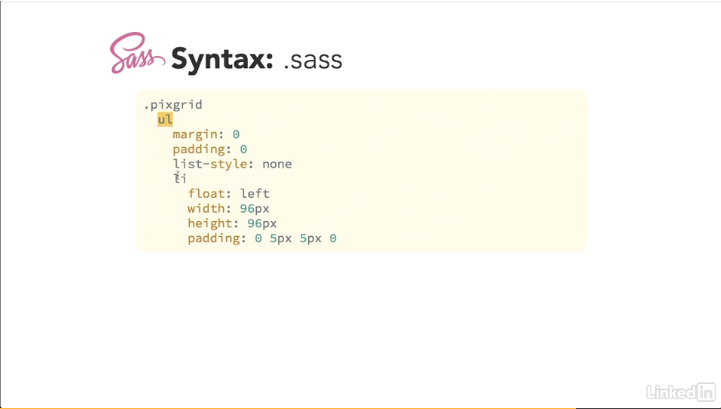 Sass Syntax: .sass
.pixgrid
ul
margin: 0
padding: 0
list-style: none
li
float: left
width: 96px
height: 96px
padding: 0 5px 5px 0
LinkedIn